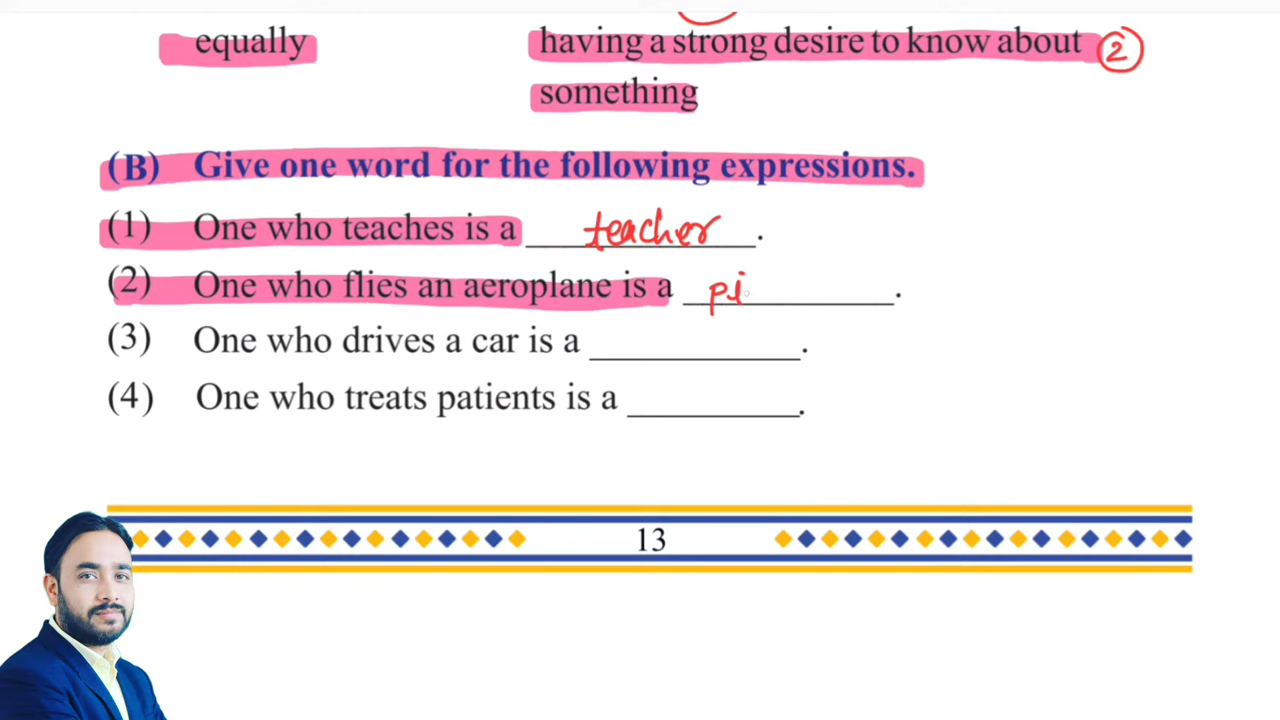 equally having a strong desire to know about 2
something
(B) Give one word for the following expressions.
(1) One who teaches is a teacher.
(2) One who flies an aeroplane is a pi.
(3) One who drives a car is a ___________.
(4) One who treats patients is a _________.
13